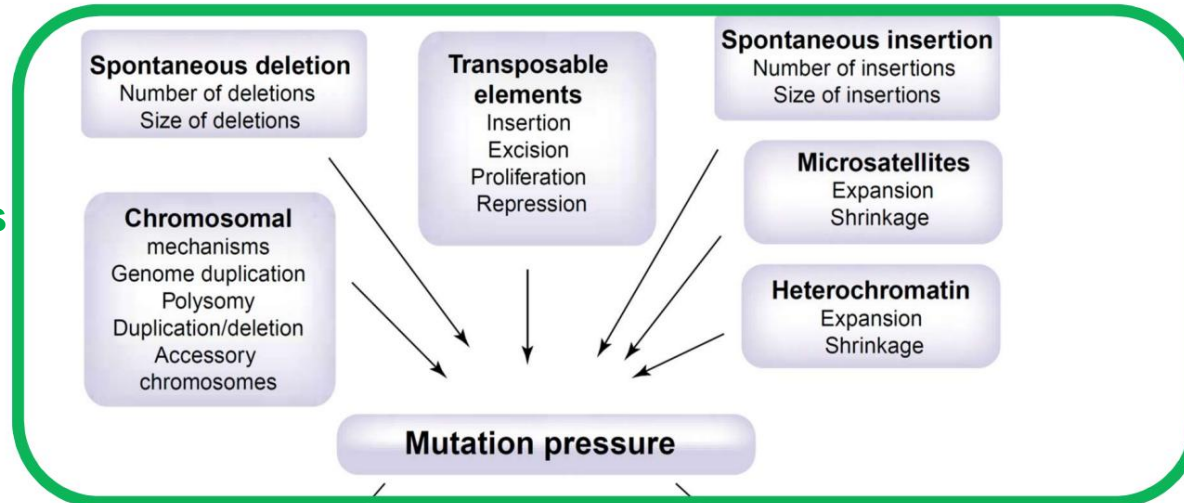 Spontaneous deletion
Number of deletions
Size of deletions
Transposable
elements
Insertion
Excision
Proliferation
Repression
Spontaneous insertion
Number of insertions
Size of insertions
Microsatellites
Expansion
Shrinkage
Chromosomal
mechanisms
Genome duplication
Polysomy
Duplication/deletion
Accessory
chromosomes
Heterochromatin
Expansion
Shrinkage
Mutation pressure